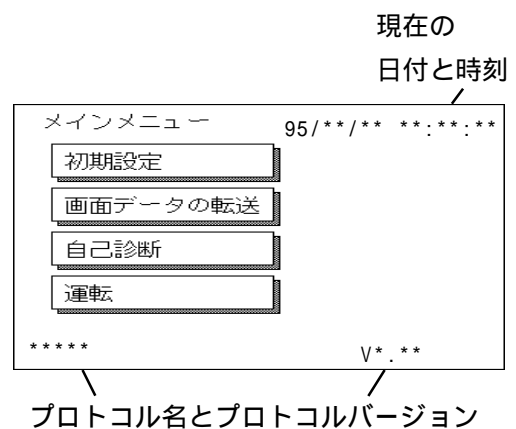 現在の
日付と時刻
メインメニュー 95/**/** **:**:**
初期設定
画面データの転送
自己診断
運転
***** V*.**
プロトコル名とプロトコルバージョン